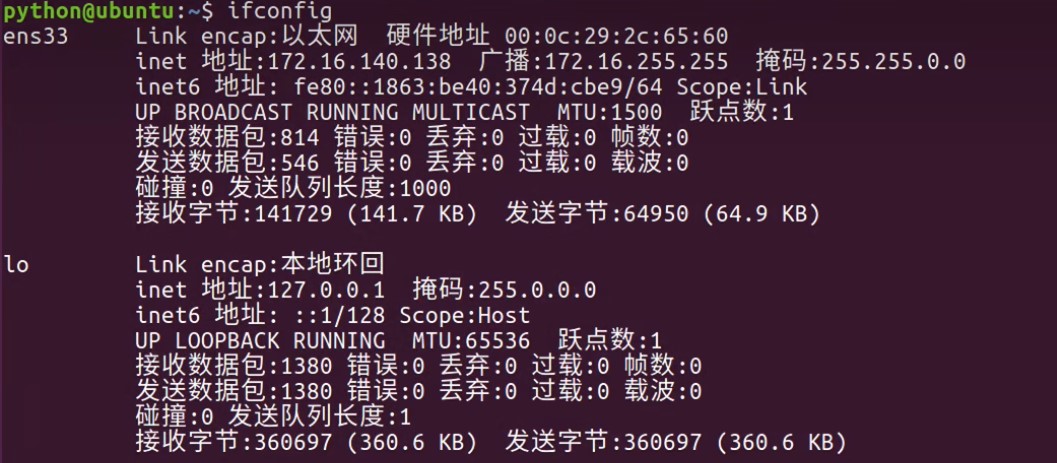 python@ubuntu:~$ ifconfig
ens33 Link encap:以太网 硬件地址 00:0c:29:2c:65:60
inet 地址:172.16.140.138 广播:172.16.255.255 掩码:255.255.0.0
inet6 地址: fe80::1863:be40:374d:cbe9/64 Scope:Link
UP BROADCAST RUNNING MULTICAST MTU:1500 跃点数:1
接收数据包:814 错误:0 丢弃:0 过载:0 帧数:0
发送数据包:546 错误:0 丢弃:0 过载:0 载波:0
碰撞:0 发送队列长度:1000
接收字节:141729 (141.7 KB) 发送字节:64950 (64.9 KB)
lo Link encap:本地环回
inet 地址:127.0.0.1 掩码:255.0.0.0
inet6 地址: ::1/128 Scope:Host
UP LOOPBACK RUNNING MTU:65536 跃点数:1
接收数据包:1380 错误:0 丢弃:0 过载:0 帧数:0
发送数据包:1380 错误:0 丢弃:0 过载:0 载波:0
碰撞:0 发送队列长度:1
接收字节:360697 (360.6 KB) 发送字节:360697 (360.6 KB)